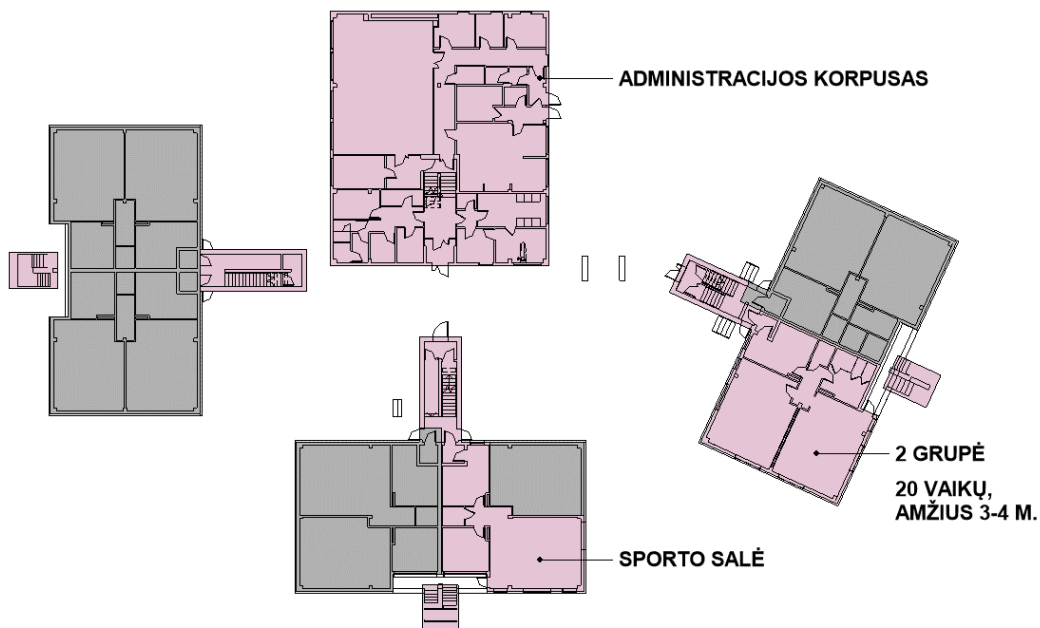 ADMINISTRACIJOS KORPUSAS
2 GRUPĖ
20 VAIKŲ,
AMŽIUS 3-4 M.
SPORTO SALĖ